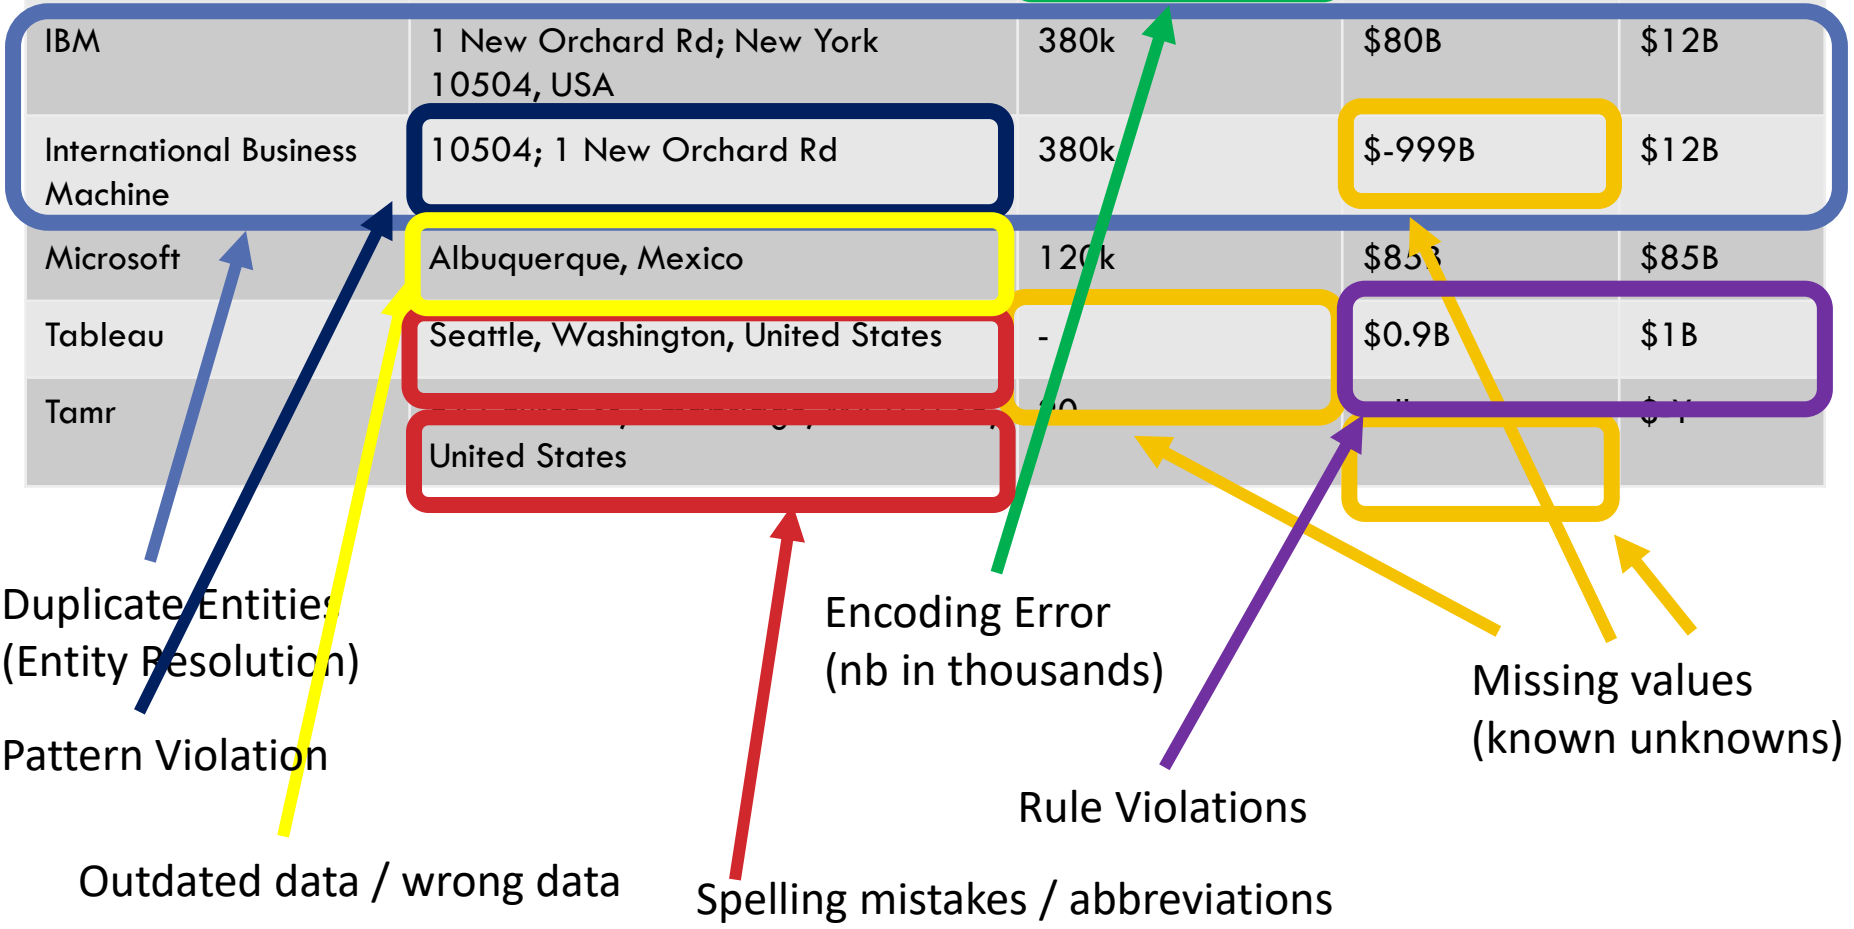 IBM
1 New Orchard Rd; New York
10504, USA
380k
$80B
$12B
International Business
Machine
10504; 1 New Orchard Rd
380k
$-999B
$12B
Microsoft
Albuquerque, Mexico
120k
$85B
$85B
Tableau
Seattle, Washington, United States
-
$0.9B
$1B
Tamr
United States
Duplicate Entities
(Entity Resolution)
Pattern Violation
Outdated data / wrong data
Spelling mistakes / abbreviations
Encoding Error
(nb in thousands)
Rule Violations
Missing values
(known unknowns)